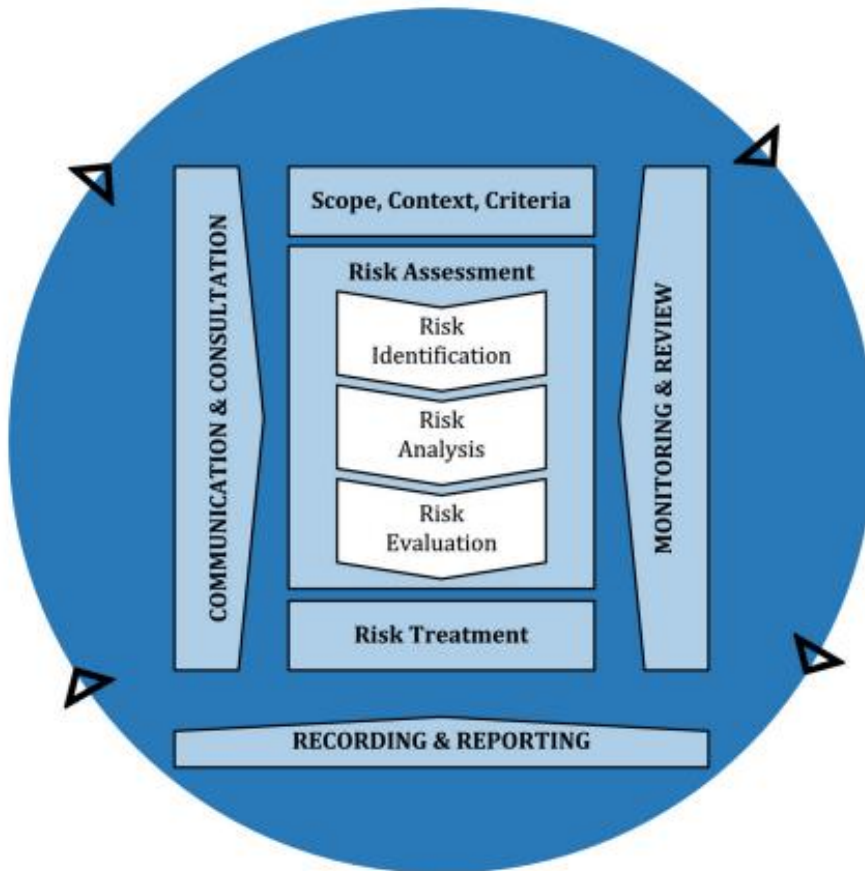 Scope, Context, Criteria
Risk Assessment
Risk
Identification
Risk
Analysis
Risk
Evaluation
Risk Treatment
COMMUNICATION & CONSULTATION
MONITORING & REVIEW
RECORDING & REPORTING